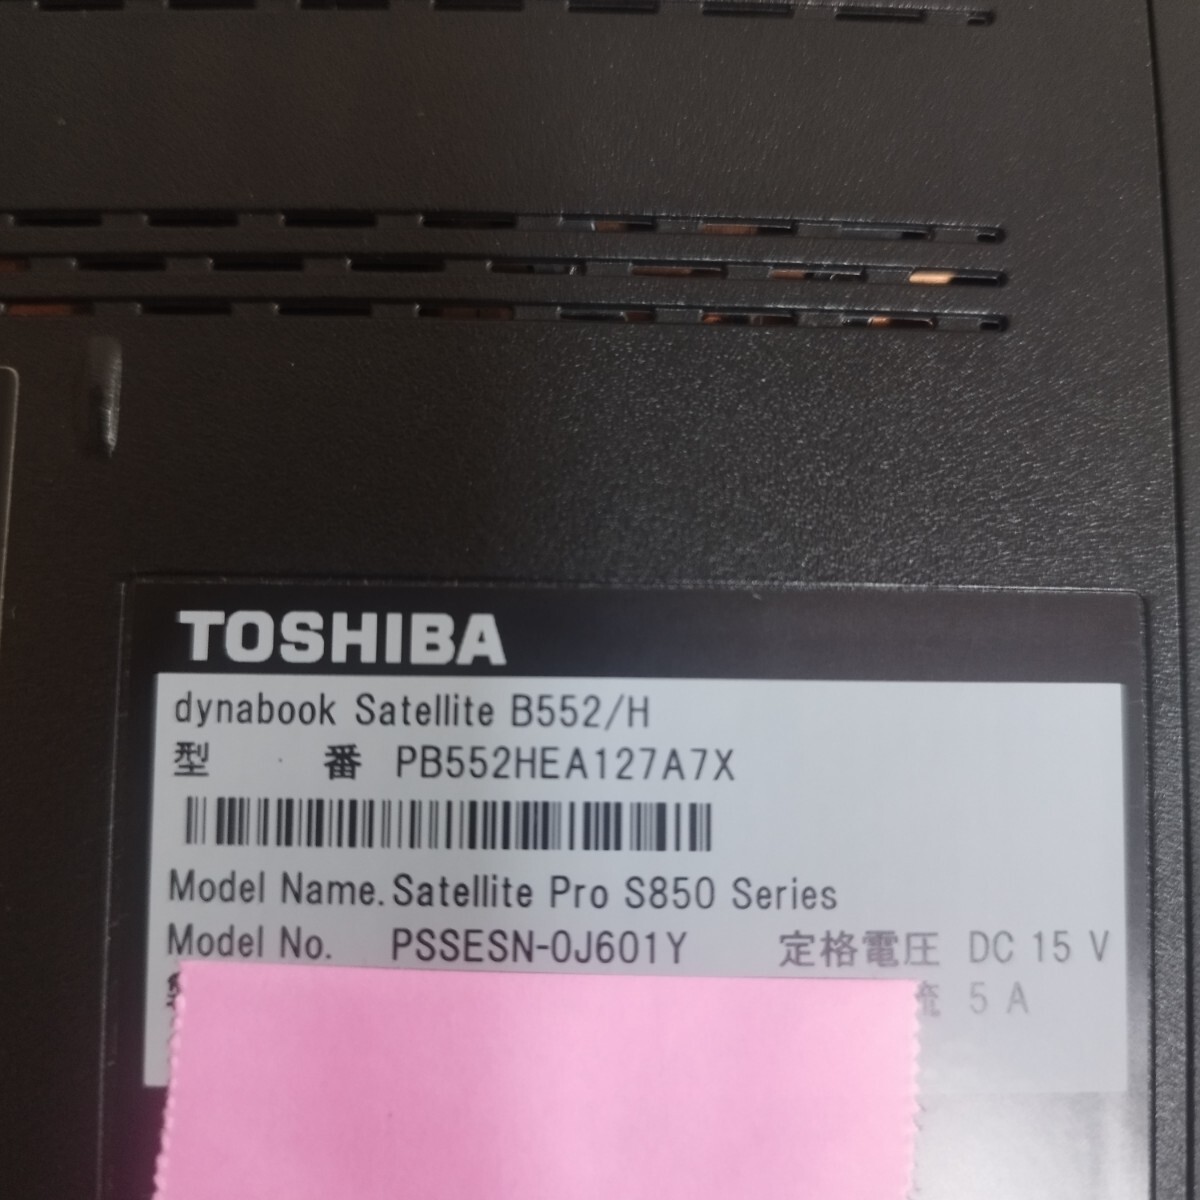 TOSHIBA
dynabook Satellite B552/H
型 番 PB552HEA127A7X
Model Name. Satellite Pro S850 Series
Model No. PSSESN-0J601Y 定格電圧 DC 15 V
流 5 A